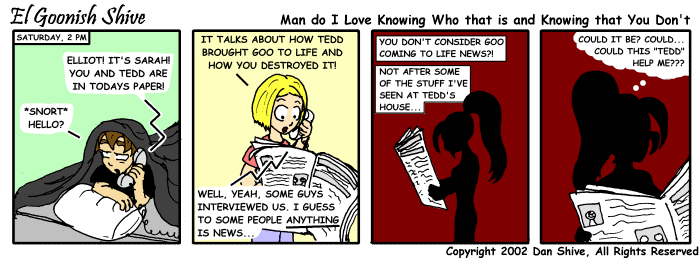 El Goonish Shive
Man do I Love Knowing Who that is and Knowing that You Don't
SATURDAY, 2 PM
ELLIOT! IT'S SARAH!
YOU AND TEDD ARE
IN TODAYS PAPER!
*SNORT*
HELLO?
IT TALKS ABOUT HOW TEDD
BROUGHT GOO TO LIFE AND
HOW YOU DESTROYED IT!
WELL, YEAH, SOME GUYS
INTERVIEWED US. I GUESS
TO SOME PEOPLE ANYTHING
IS NEWS...
YOU DON'T CONSIDER GOO
COMING TO LIFE NEWS?!
NOT AFTER SOME
OF THE STUFF I'VE
SEEN AT TEDD'S
HOUSE...
COULD IT BE? COULD...
COULD THIS "TEDD"
HELP ME???
Copyright 2002 Dan Shive, All Rights Reserved